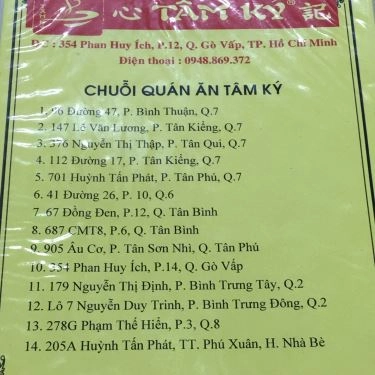 心 TÂM KÝ® 記
ĐC : 354 Phan Huy Ích, P.12, Q. Gò Vấp, TP. Hồ Chí Minh
Điện thoại : 0948.869.372
CHUỖI QUÁN ĂN TÂM KÝ
1. 96 Đường 47, P. Bình Thuận, Q.7
2. 147 Lê Văn Lương, P. Tân Kiểng, Q.7
3. 376 Nguyễn Thị Thập, P. Tân Qui, Q.7
4. 112 Đường 17, P. Tân Kiểng, Q.7
5. 701 Huỳnh Tấn Phát, P. Tân Phú, Q.7
6. 41 Đường 26, P. 10, Q.6
7. 67 Đồng Đen, P.12, Q. Tân Bình
8. 687 CMT8, P.6, Q. Tân Bình
9. 905 Âu Cơ, P. Tân Sơn Nhì, Q. Tân Phú
10. 354 Phan Huy Ích, P.14, Q. Gò Vấp
11. 179 Nguyễn Thị Định, P. Bình Trưng Tây, Q.2
12. Lô 7 Nguyễn Duy Trinh, P. Bình Trưng Đông, Q.2
13. 278G Phạm Thế Hiển, P.3, Q.8
14. 205A Huỳnh Tấn Phát, TT. Phú Xuân, H. Nhà Bè